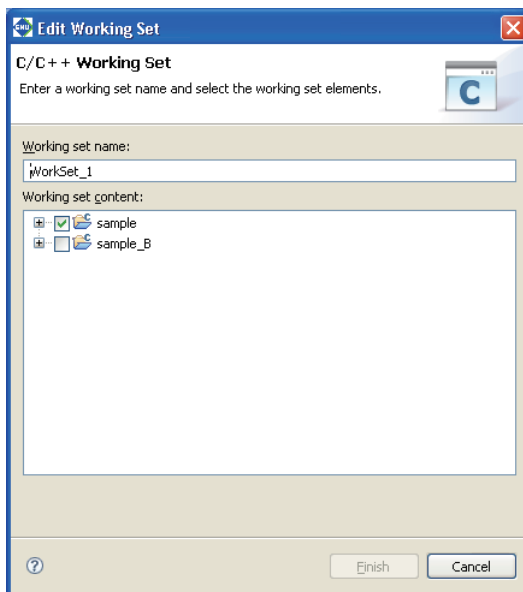 Edit Working Set
C/C++ Working Set
Enter a working set name and select the working set elements.
C
Working set name:
WorkSet_1
Working set content:
sample
sample_B
Finish
Cancel